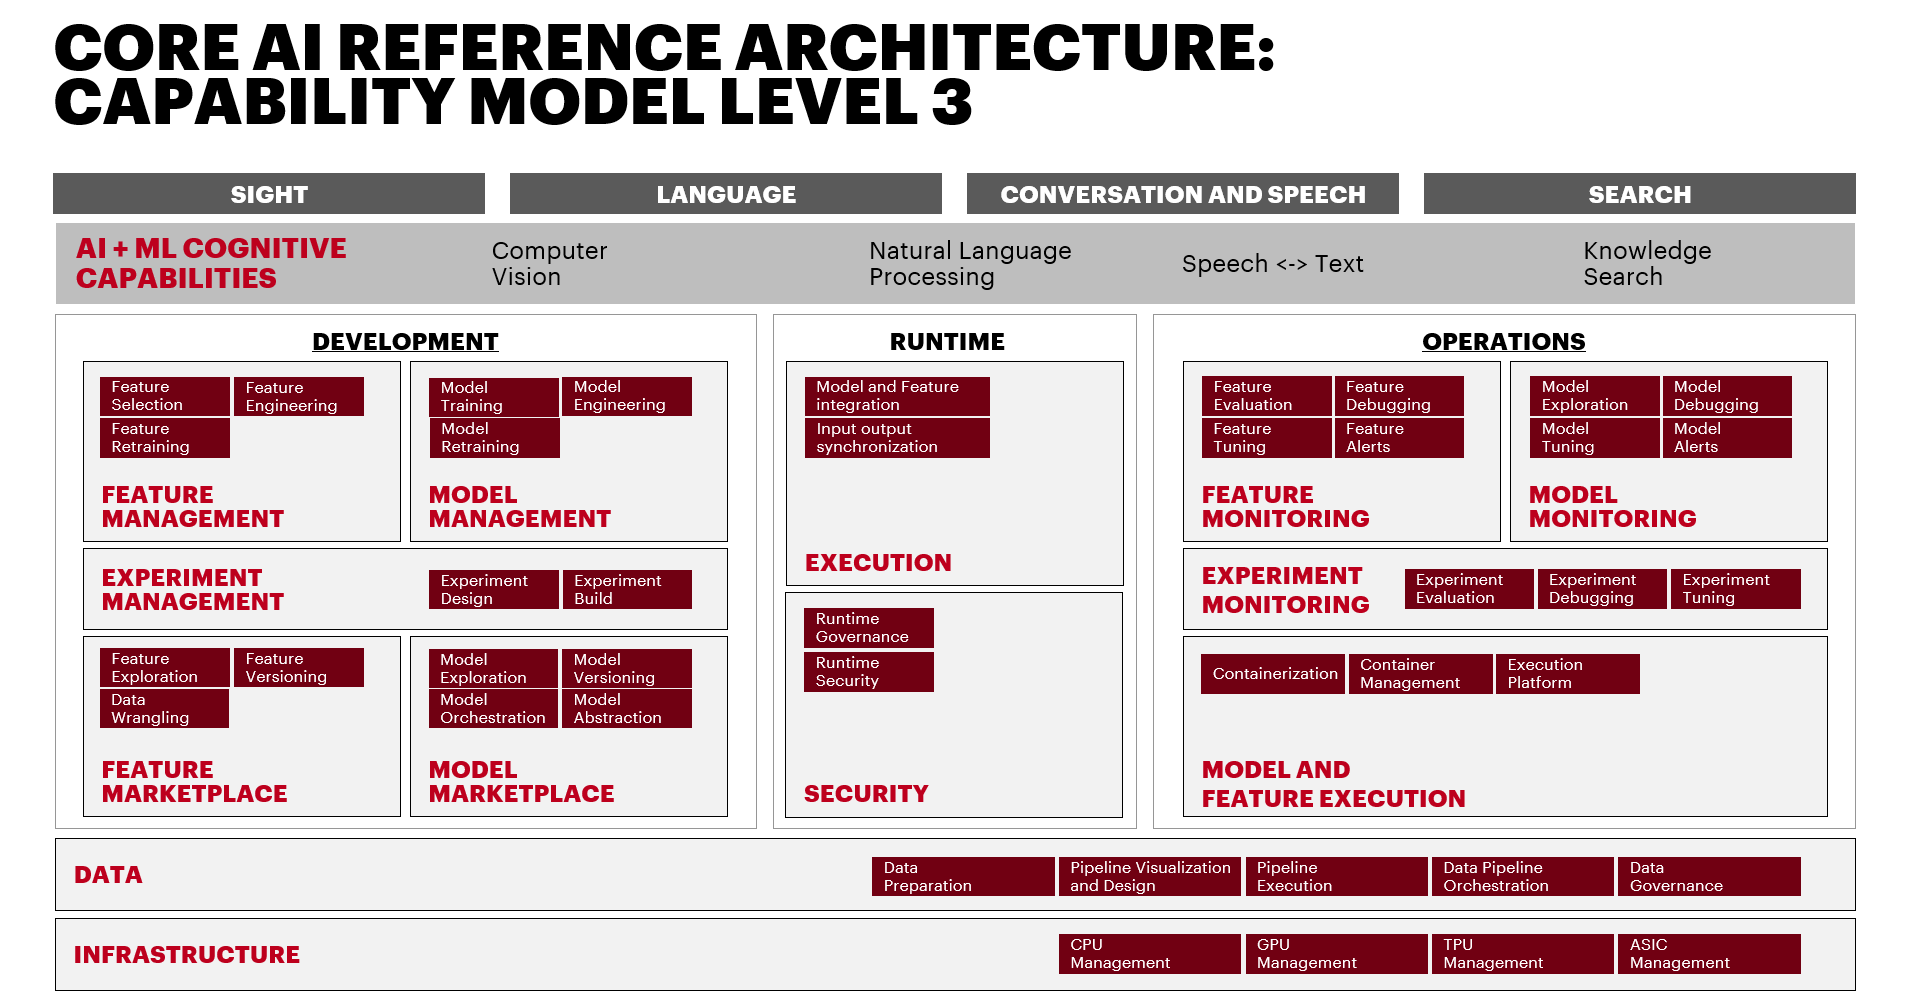 CORE AI REFERENCE ARCHITECTURE:
CAPABILITY MODEL LEVEL 3
SIGHT
LANGUAGE
CONVERSATION AND SPEECH
SEARCH
AI + ML COGNITIVE
CAPABILITIES
Computer
Vision
Natural Language
Processing
Speech <-> Text
Knowledge
Search
DEVELOPMENT
Feature
Selection
Feature
Engineering
Feature
Retraining
FEATURE
MANAGEMENT
Model
Training
Model
Engineering
Model
Retraining
MODEL
MANAGEMENT
EXPERIMENT
MANAGEMENT
Experiment
Design
Experiment
Build
Feature
Exploration
Feature
Versioning
Data
Wrangling
FEATURE
MARKETPLACE
Model
Exploration
Model
Versioning
Model
Orchestration
Model
Abstraction
MODEL
MARKETPLACE
RUNTIME
Model and Feature
integration
Input output
synchronization
EXECUTION
Runtime
Governance
Runtime
Security
SECURITY
OPERATIONS
Feature
Evaluation
Feature
Debugging
Feature
Tuning
Feature
Alerts
FEATURE
MONITORING
Model
Exploration
Model
Debugging
Model
Tuning
Model
Alerts
MODEL
MONITORING
EXPERIMENT
MONITORING
Experiment
Evaluation
Experiment
Debugging
Experiment
Tuning
Containerization
Container
Management
Execution
Platform
MODEL AND
FEATURE EXECUTION
DATA
Data
Preparation
Pipeline Visualization
and Design
Pipeline
Execution
Data Pipeline
Orchestration
Data
Governance
INFRASTRUCTURE
CPU
Management
GPU
Management
TPU
Management
ASIC
Management